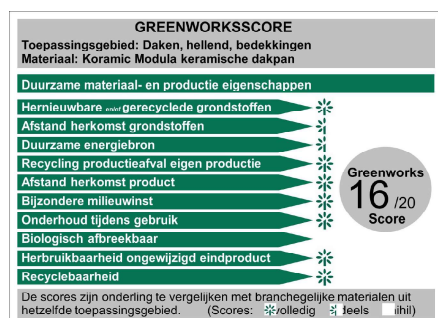 GREENWORKSSCORE
Toepassingsgebied: Daken, hellend, bedekkingen
Materiaal: Koramic Modula keramische dakpan
Duurzame materiaal- en productie eigenschappen
Hernieuwbare en/of gerecyclede grondstoffen
Afstand herkomst grondstoffen
Duurzame energiebron
Recycling productieafval eigen productie
Afstand herkomst product
Bijzondere milieuwinst
Onderhoud tijdens gebruik
Biologisch afbreekbaar
Herbruikbaarheid ongewijzigd eindproduct
Recyclebaarheid
Greenworks
16/20
Score
De scores zijn onderling te vergelijken met branchegelijke materialen uit
hetzelfde toepassingsgebied. (Scores: volledig deels nihil)